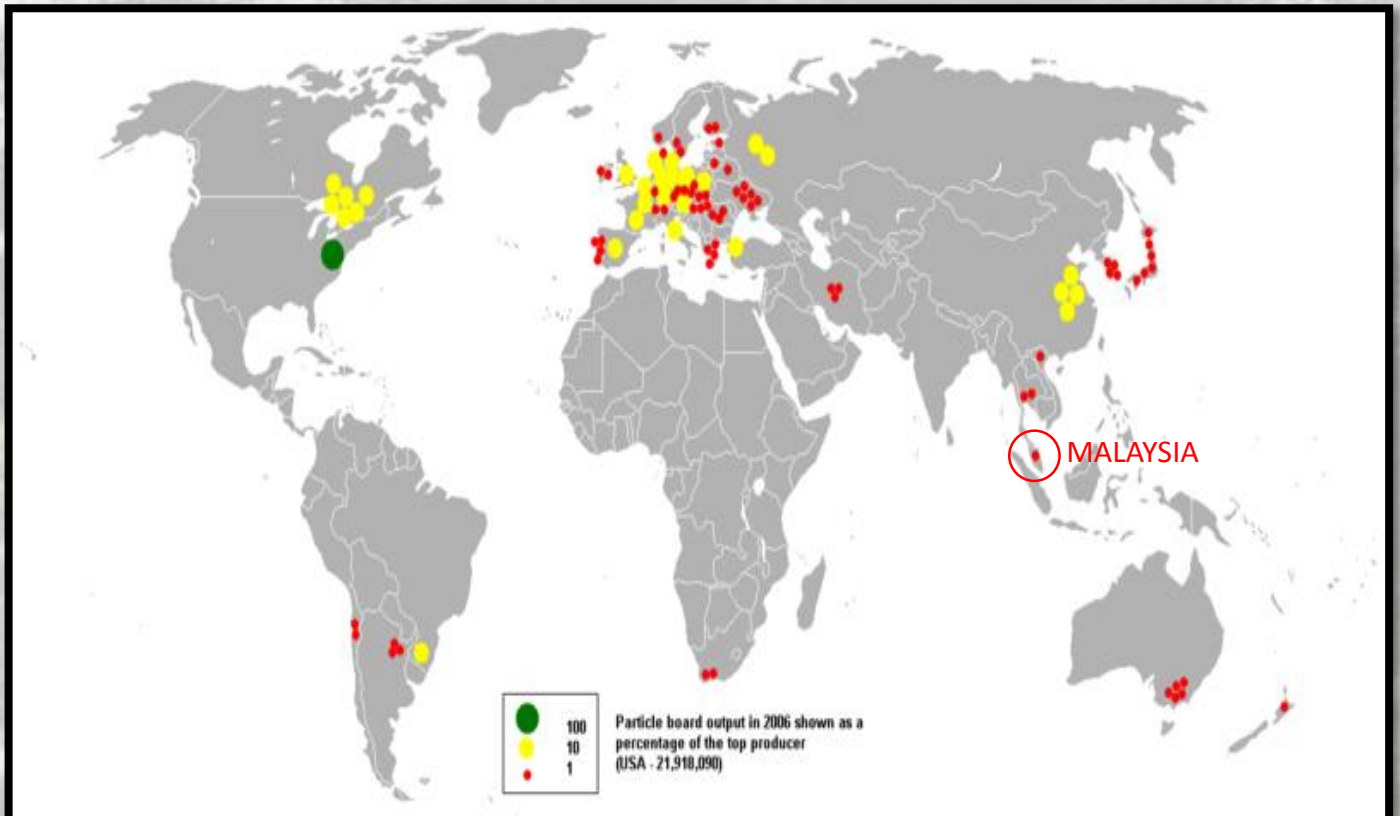 MALAYSIA
100
10
1
Particle board output in 2006 shown as a
percentage of the top producer
(USA - 21,918,090)